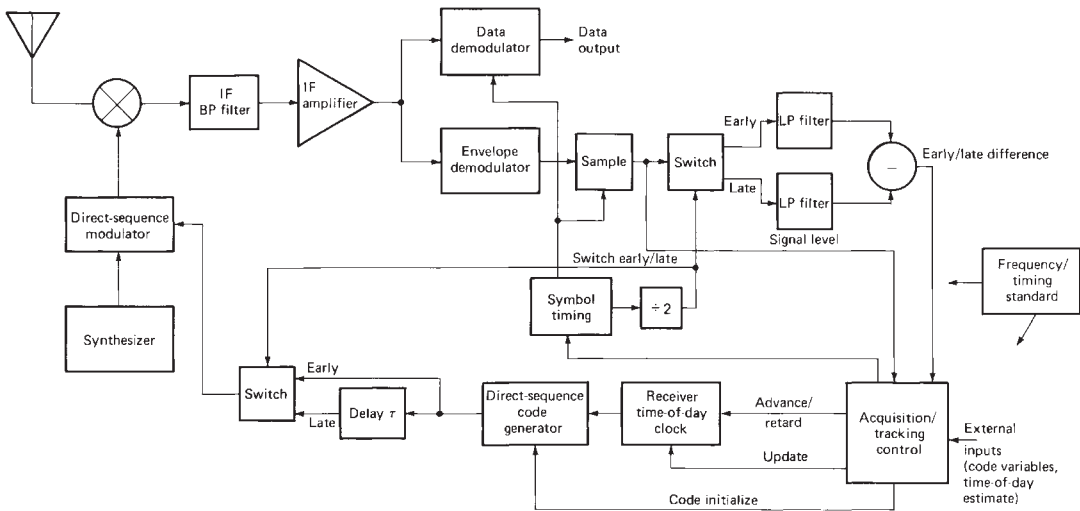 Data
demodulator
Data
output
IF
BP filter
IF
amplifier
Envelope
demodulator
Sample
Switch
Early
Late
LP filter
LP filter
−
Early/late difference
Signal level
Direct-sequence
modulator
Synthesizer
Switch early/late
Symbol
timing
÷2
Frequency/
timing
standard
Switch
Early
Late
Delay τ
Direct-sequence
code
generator
Receiver
time-of-day
clock
Advance/
retard
Update
Code initialize
Acquisition/
tracking
control
External
inputs
(code variables,
time-of-day
estimate)